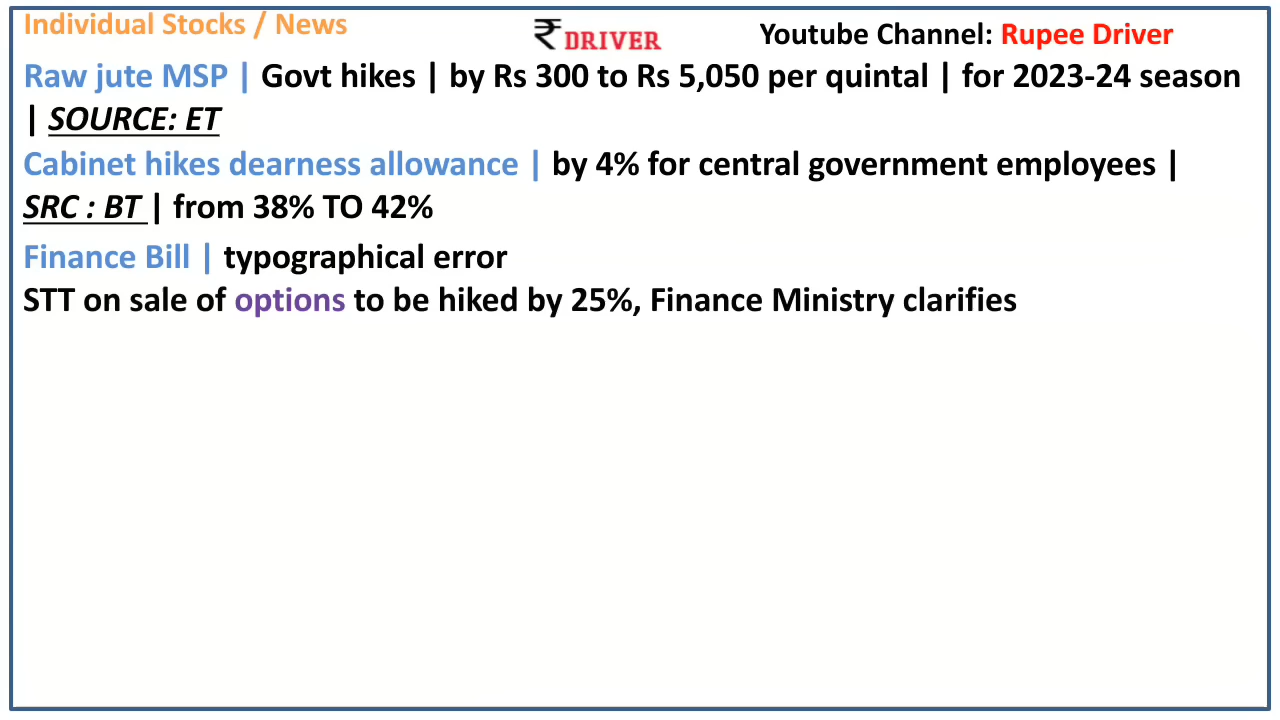 Individual Stocks / News
₹ DRIVER
Youtube Channel: Rupee Driver
Raw jute MSP | Govt hikes | by Rs 300 to Rs 5,050 per quintal | for 2023-24 season
| SOURCE: ET
Cabinet hikes dearness allowance | by 4% for central government employees |
SRC : BT | from 38% TO 42%
Finance Bill | typographical error
STT on sale of options to be hiked by 25%, Finance Ministry clarifies